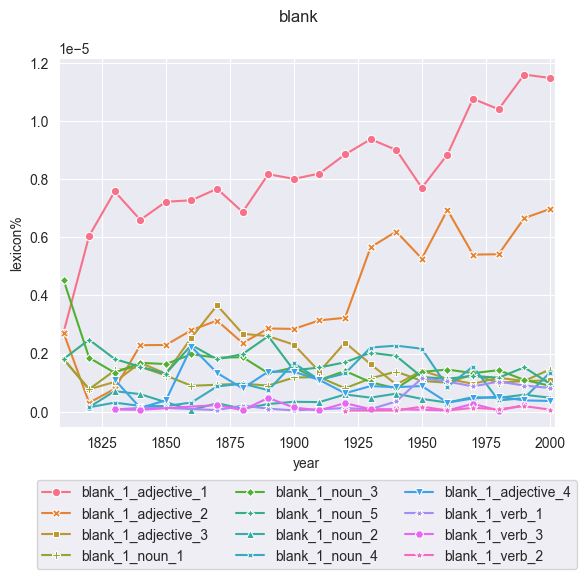 blank
1e−5
1.2
1.0
0.8
0.6
0.4
0.2
0.0
lexicon%
1825 1850 1875 1900 1925 1950 1975 2000
year
blank_1_adjective_1 blank_1_noun_3 blank_1_adjective_4
blank_1_adjective_2 blank_1_noun_5 blank_1_verb_1
blank_1_adjective_3 blank_1_noun_2 blank_1_verb_3
blank_1_noun_1 blank_1_noun_4 blank_1_verb_2